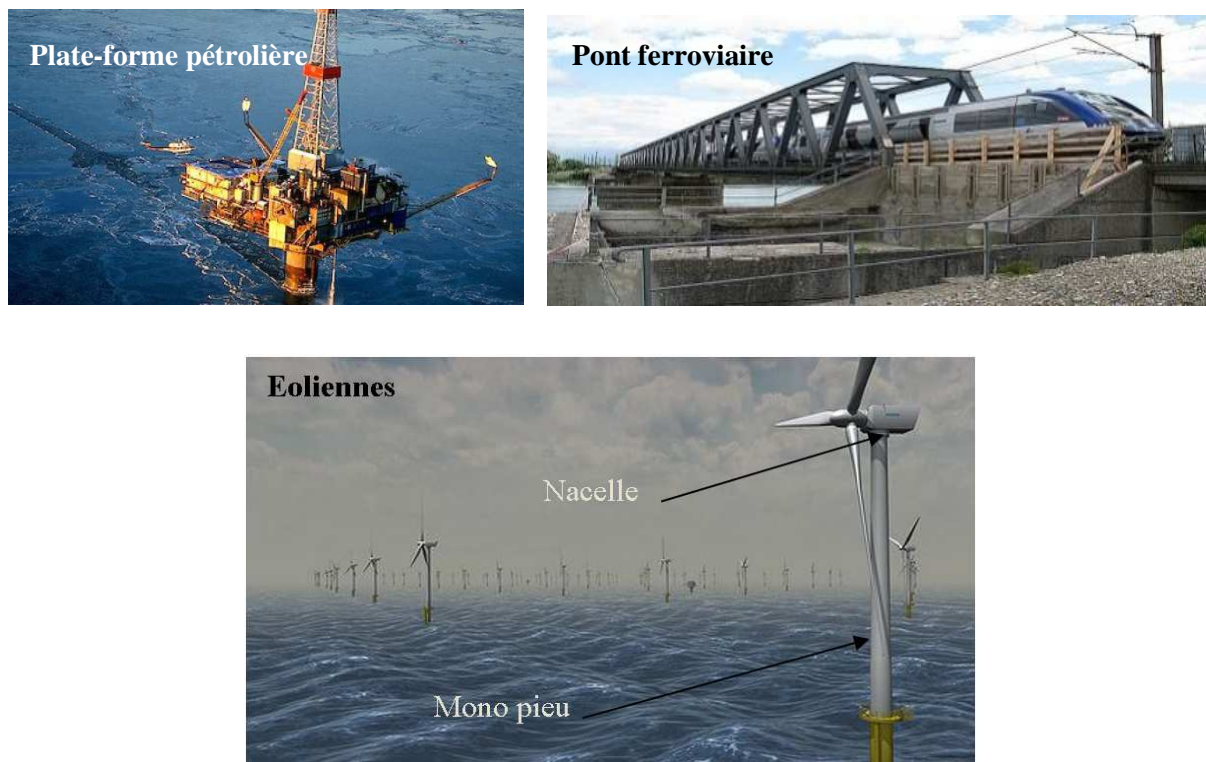 Plate-forme pétrolière
Pont ferroviaire
Eoliennes
Nacelle
Mono pieu